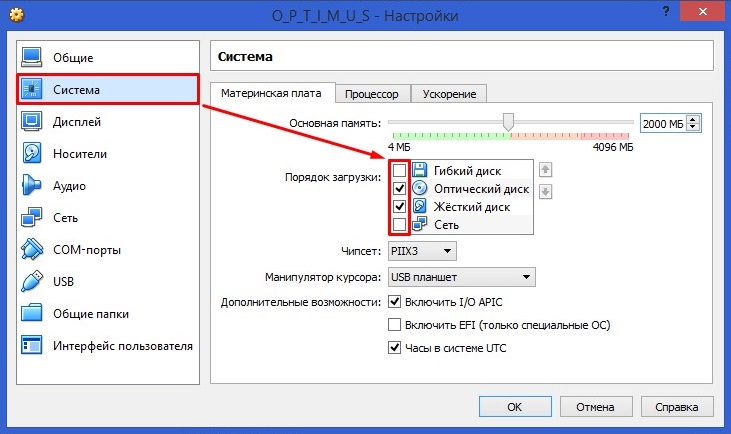 O_P_T_I_M_U_S - Настройки
?
Общие
Система
Дисплей
Носители
Аудио
Сеть
COM-порты
USB
Общие папки
Интерфейс пользователя
Система
Материнская плата Процессор Ускорение
Основная память: 2000 МБ
4 МБ 4096 МБ
Порядок загрузки: Гибкий диск
Оптический диск
Жёсткий диск
Сеть
Чипсет: PIIX3
Манипулятор курсора: USB планшет
Дополнительные возможности: Включить I/O APIC
Включить EFI (только специальные ОС)
Часы в системе UTC
OK Отмена Справка